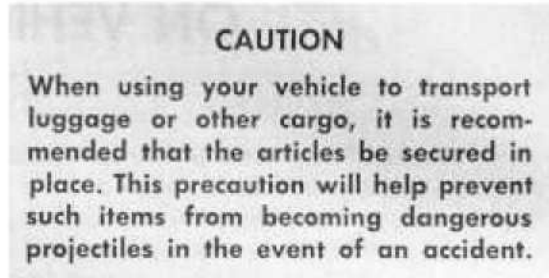 CAUTION
When using your vehicle to transport
luggage or other cargo, it is recom-
mended that the articles be secured in
place. This precaution will help prevent
such items from becoming dangerous
projectiles in the event of an accident.